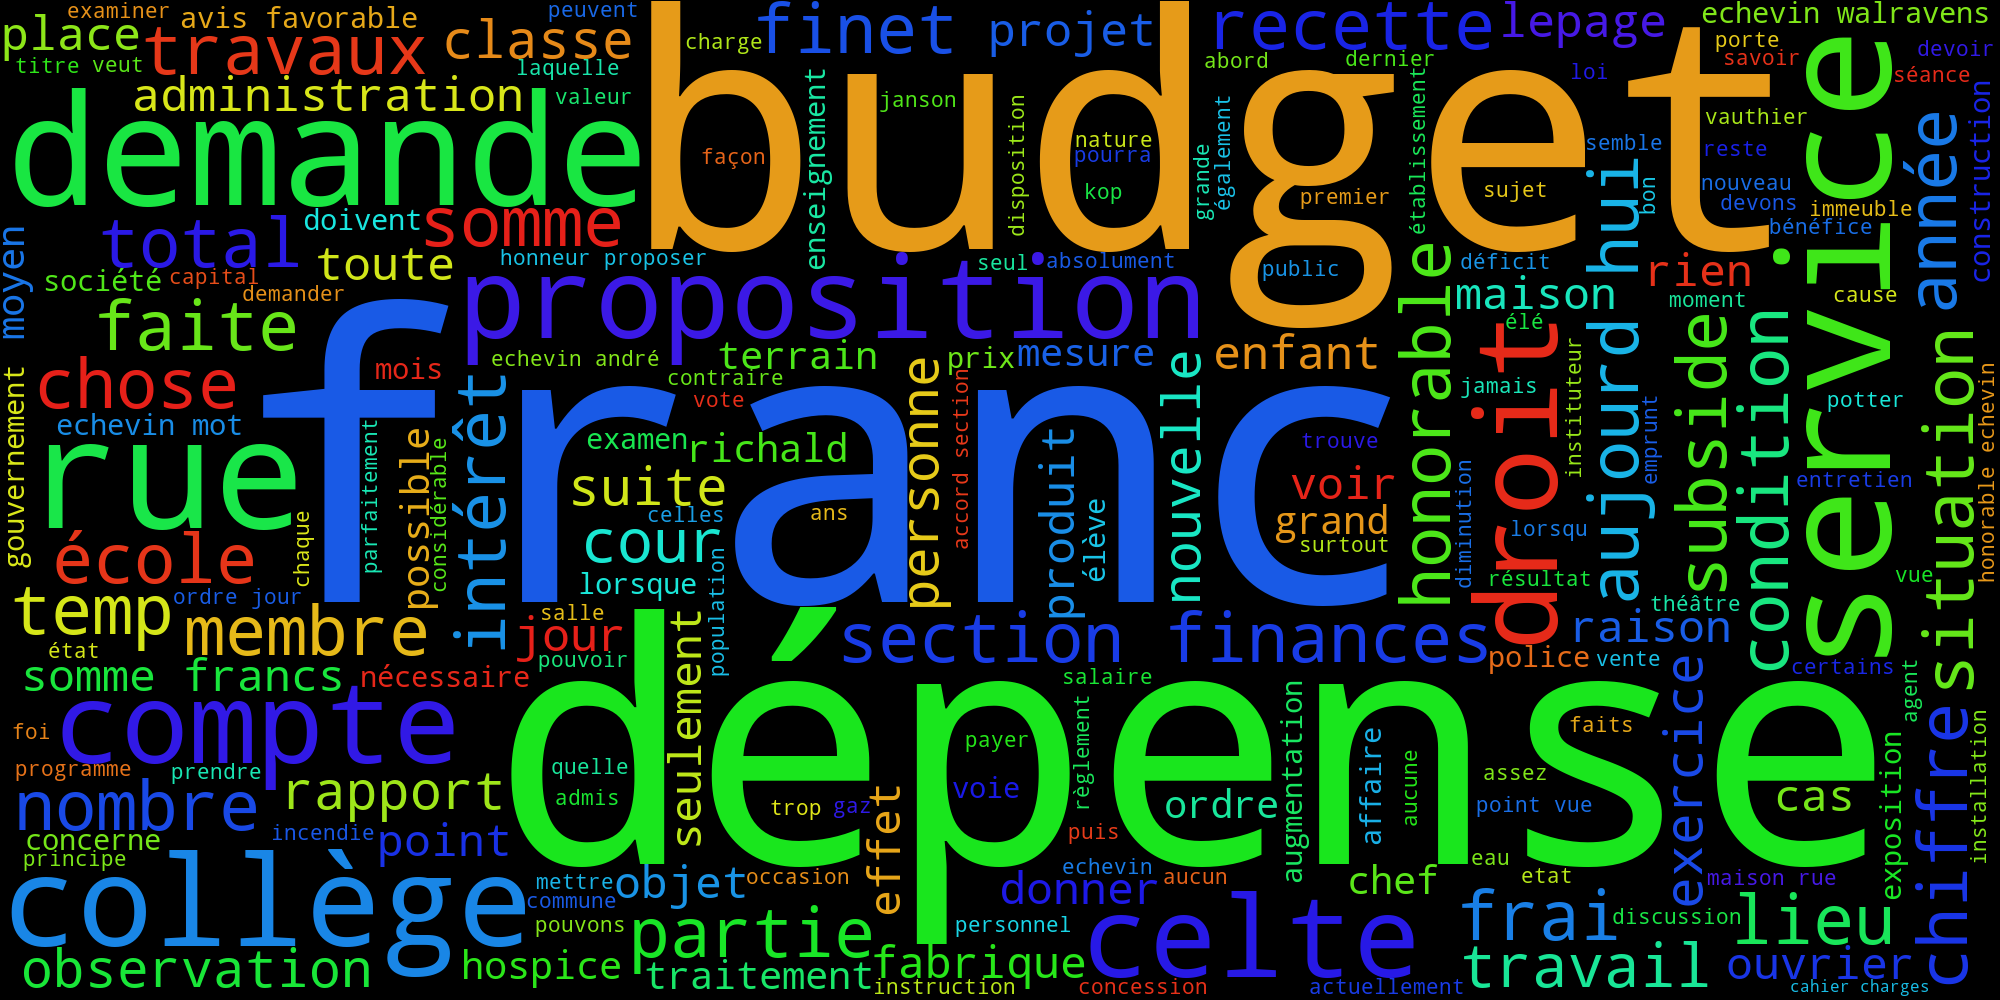 examiner
avis favorable
peuvent
charge
finet
projet
recette
lepage
echevin walravens
place
travaux
classe
porte
devoir
titre
veut
laquelle
budget
abord
dernier
loi
savoir
séance
administration
valeur
janson
vauthier
demande
façon
enseignement
disposition
nature
pourra
kop
grande
également
premier
établissement
sujet
semble
reste
nouveau
devons
bon
immeuble
bénéfice
service
année
construction
moyen
total
doivent
somme
toute
honneur proposer
seul
absolument
public
déficit
rien
maison
moment
cause
société
capital
demander
proposition
élé
faite
chose
mois
echevin andré
terrain
prix
mesure
enfant
honorable
droit
aujourd hui
subside
condition
situation
contraire
vote
jamais
instituteur
emprunt
potter
gouvernement
echevin mot
rue
franc
intérêt
possible
considérable
parfaitement
examen
richald
personne
accord section
nouvelle
trouve
voir
entretien
honorable echevin
suite
celles
ans
produit
élève
grand
surtout
diminution
lorsqu
école
chaque
cour
lorsque
population
résultat
vue
temp
ordre jour
membre
salle
jour
section finances
théâtre
raison
état
somme francs
nécessaire
pouvoir
seulement
salaire
police
vente
certains
agent
compte
dépense
foi
programme
prendre
quelle
payer
règlement
faits
exercice
chiffre
installation
nombre
rapport
admis
trop
gaz
voie
ordre
augmentation
affaire
aucune
assez
point vue
cas
exposition
concerne
incendie
point
effet
puis
principe
echevin
eau
collège
mettre
objet
occasion
donner
aucun
chef
etat
maison rue
commune
pouvons
partie
personnel
celte
frai
discussion
lieu
observation
hospice
traitement
fabrique
travail
ouvrier
instruction
concession
actuellement
cahier charges